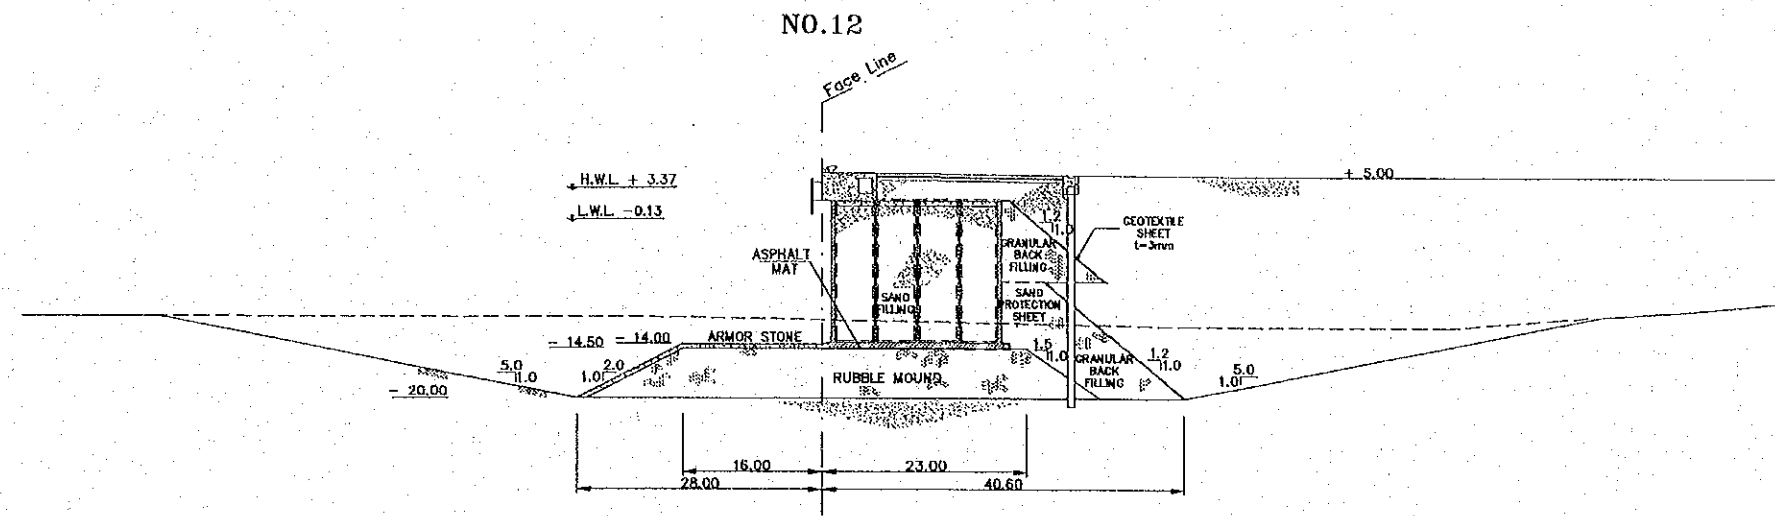 NO.12
Face Line
H.W.L. + 3.37
+ 5.00
L.W.L. -0.13
1.2
1.0
GEOTEXTILE
SHEET
t=3mm
ASPHALT
MAT
GRANULAR
BACK
FILLING
SAND
FILLING
SAND
PROTECTION
SHEET
- 14.50
- 14.00
ARMOR STONE
1.5
1.0
GRANULAR
BACK
FILLING
1.2
1.0
5.0
1.0
2.0
1.0
RUBBLE MOUND
5.0
1.0
- 20.00
16.00
23.00
28.00
40.60